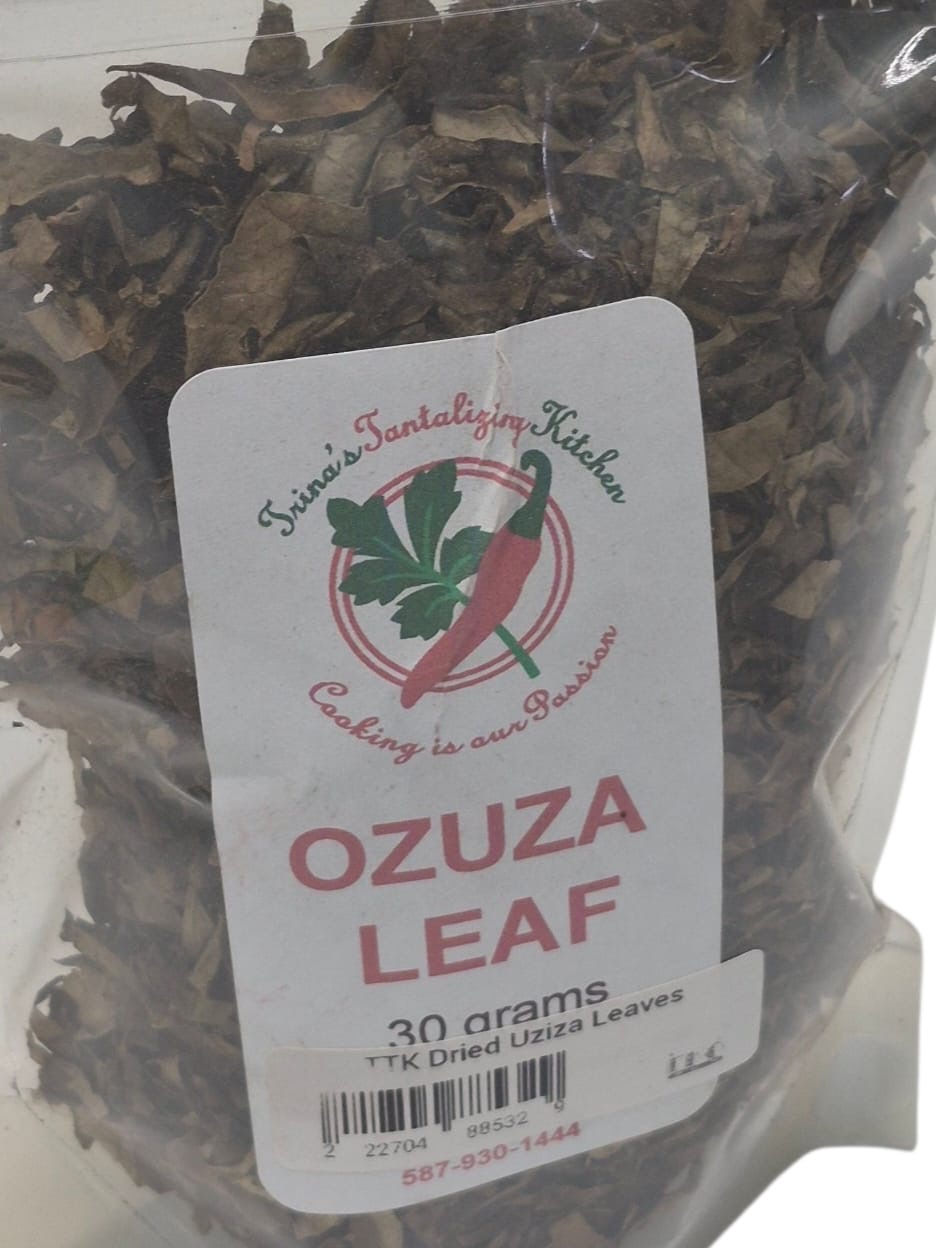 Trina's Tantalizing Kitchen
Cooking is our Passion
OZUZA
LEAF
30 grams
TTK Dried Uziza Leaves
2 22704 88532 9
587-930-1444